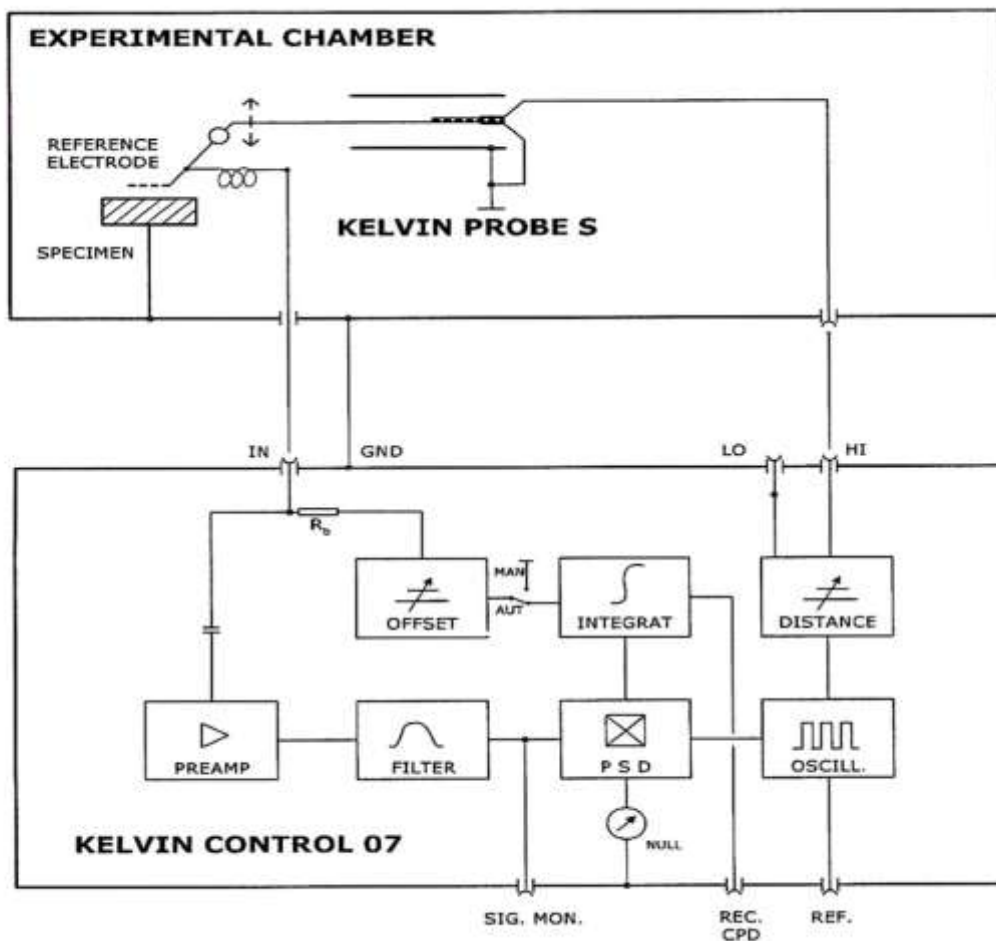 EXPERIMENTAL CHAMBER
REFERENCE
ELECTRODE
KELVIN PROBE S
SPECIMEN
IN
GND
LO
HI
Rb
MAN
AUT
OFFSET
INTEGRAT
DISTANCE
PREAMP
FILTER
P S D
OSCILL.
NULL
KELVIN CONTROL 07
SIG. MON.
REC.
CPD
REF.